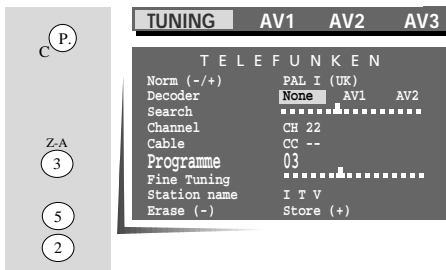 P.
C
Z-A
3
5
2
TUNING AV1 AV2 AV3
TELEFUNKEN
Norm (-/+) PAL I (UK)
Decoder None AV1 AV2
Search
Channel CH 22
Cable CC --
Programme 03
Fine Tuning
Station name I T V
Erase (-) Store (+)